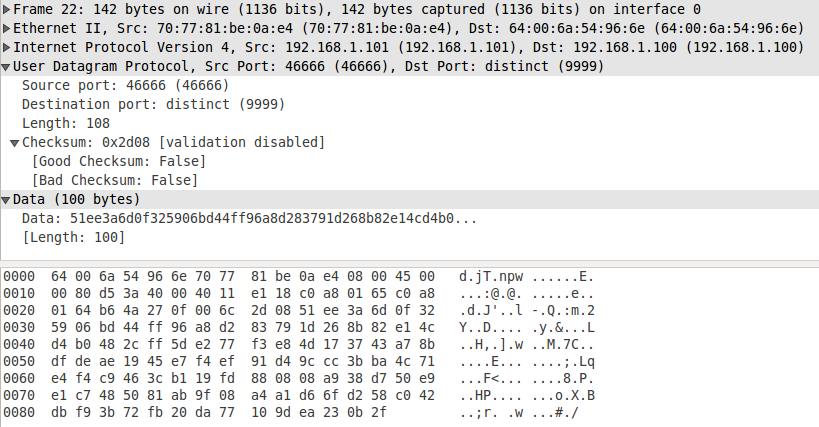 Frame 22: 142 bytes on wire (1136 bits), 142 bytes captured (1136 bits) on interface 0
Ethernet II, Src: 70:77:81:be:0a:e4 (70:77:81:be:0a:e4), Dst: 64:00:6a:54:96:6e (64:00:6a:54:96:6e)
Internet Protocol Version 4, Src: 192.168.1.101 (192.168.1.101), Dst: 192.168.1.100 (192.168.1.100)
User Datagram Protocol, Src Port: 46666 (46666), Dst Port: distinct (9999)
Source port: 46666 (46666)
Destination port: distinct (9999)
Length: 108
Checksum: 0x2d08 [validation disabled]
[Good Checksum: False]
[Bad Checksum: False]
Data (100 bytes)
Data: 51ee3a6d0f325906bd44ff96a8d283791d268b82e14cd4b0...
[Length: 100]
0000 64 00 6a 54 96 6e 70 77 81 be 0a e4 08 00 45 00 d.jT.npw ......E.
0010 00 80 d5 3a 40 00 40 11 e1 18 c0 a8 01 65 c0 a8 ...:@.@. .....e..
0020 01 64 b6 4a 27 0f 00 6c 2d 08 51 ee 3a 6d 0f 32 .d.J'..l -.Q.:m.2
0030 59 06 bd 44 ff 96 a8 d2 83 79 1d 26 8b 82 e1 4c Y..D.... .y.&...L
0040 d4 b0 48 2c ff 5d e2 77 f3 e8 4d 17 37 43 a7 8b ..H,.].w ..M.7C..
0050 df de ae 19 45 e7 f4 ef 91 d4 9c cc 3b ba 4c 71 ....E... ....;.Lq
0060 e4 f4 c9 46 3c b1 19 fd 88 08 08 a9 38 d7 50 e9 ...F<... ....8.P.
0070 e1 c7 48 50 81 ab 9f 08 a4 a1 d6 6f d2 58 c0 42 ..HP.... ...o.X.B
0080 db f9 3b 72 fb 20 da 77 10 9d ea 23 0b 2f ..;r. .w ...#./